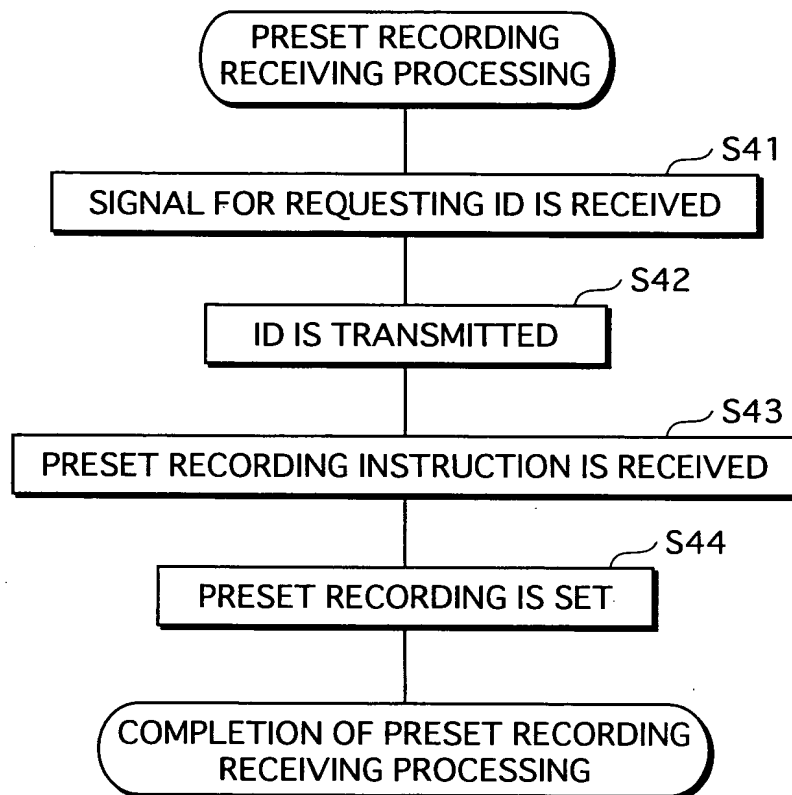 PRESET RECORDING
RECEIVING PROCESSING
S41
SIGNAL FOR REQUESTING ID IS RECEIVED
S42
ID IS TRANSMITTED
S43
PRESET RECORDING INSTRUCTION IS RECEIVED
S44
PRESET RECORDING IS SET
COMPLETION OF PRESET RECORDING
RECEIVING PROCESSING